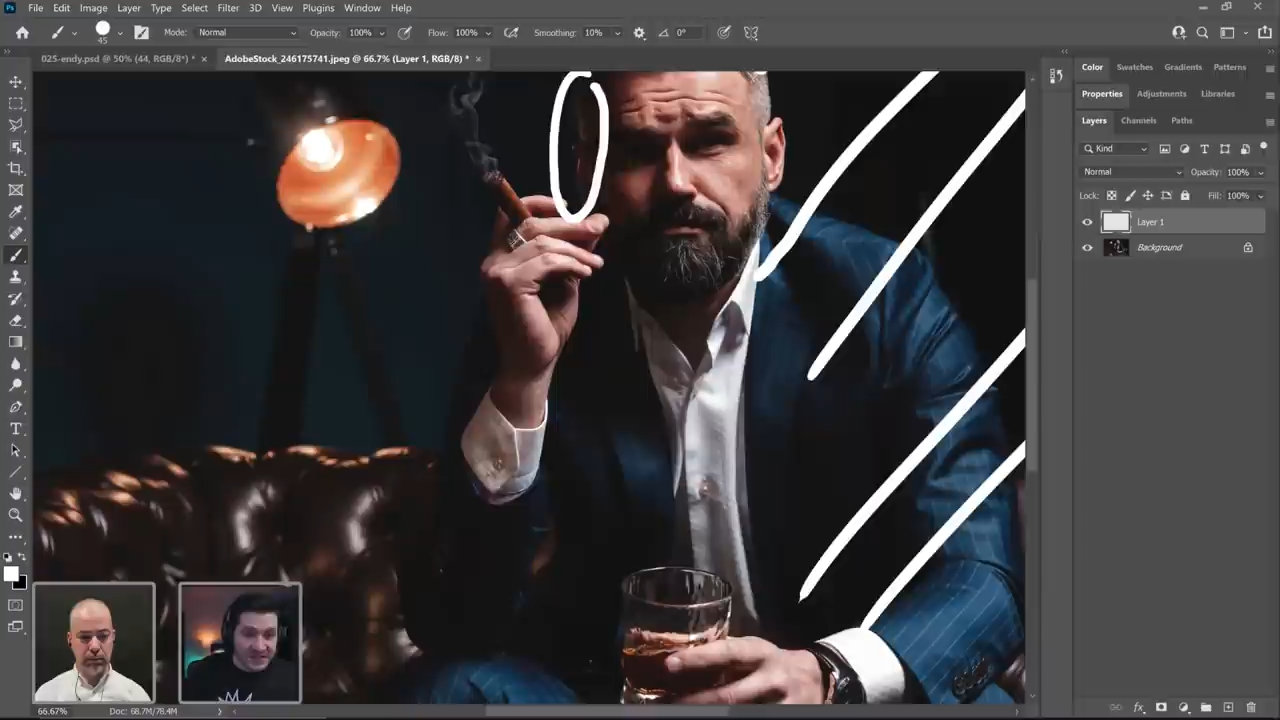 Ps File Edit Image Layer Type Select Filter 3D View Plugins Window Help
45 Mode: Normal Opacity: 100% Flow: 100% Smoothing: 10% 0°
025-endy.psd @ 50% (44, RGB/8*) * × AdobeStock_246175741.jpeg @ 66.7% (Layer 1, RGB/8) * ×
Color Swatches Gradients Patterns
Properties Adjustments Libraries
Layers Channels Paths
Kind
Normal Opacity: 100%
Lock: Fill: 100%
Layer 1
Background
66.67% Doc: 68.7M/78.4M